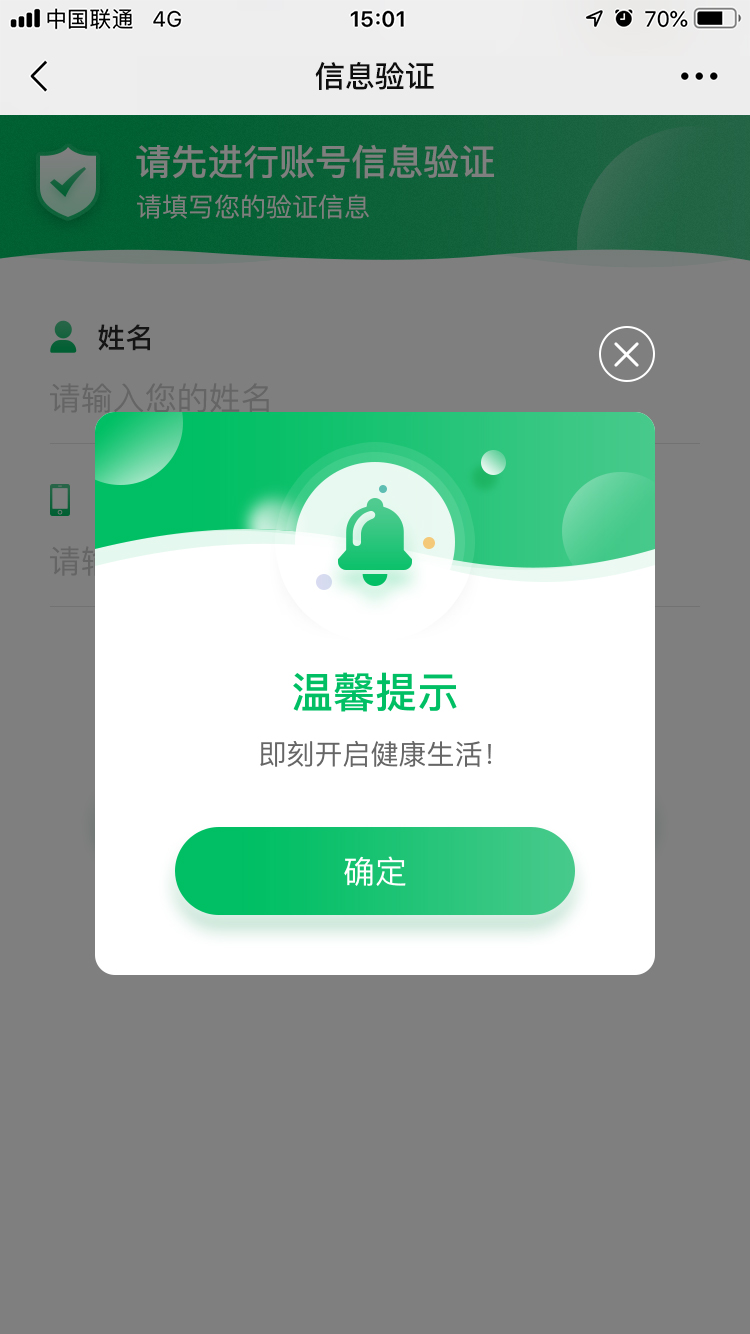 中国联通 4G 15:01 70%
信息验证
请先进行账号信息验证
请填写您的验证信息
姓名
请输入您的姓名
请输
温馨提示
即刻开启健康生活!
确定